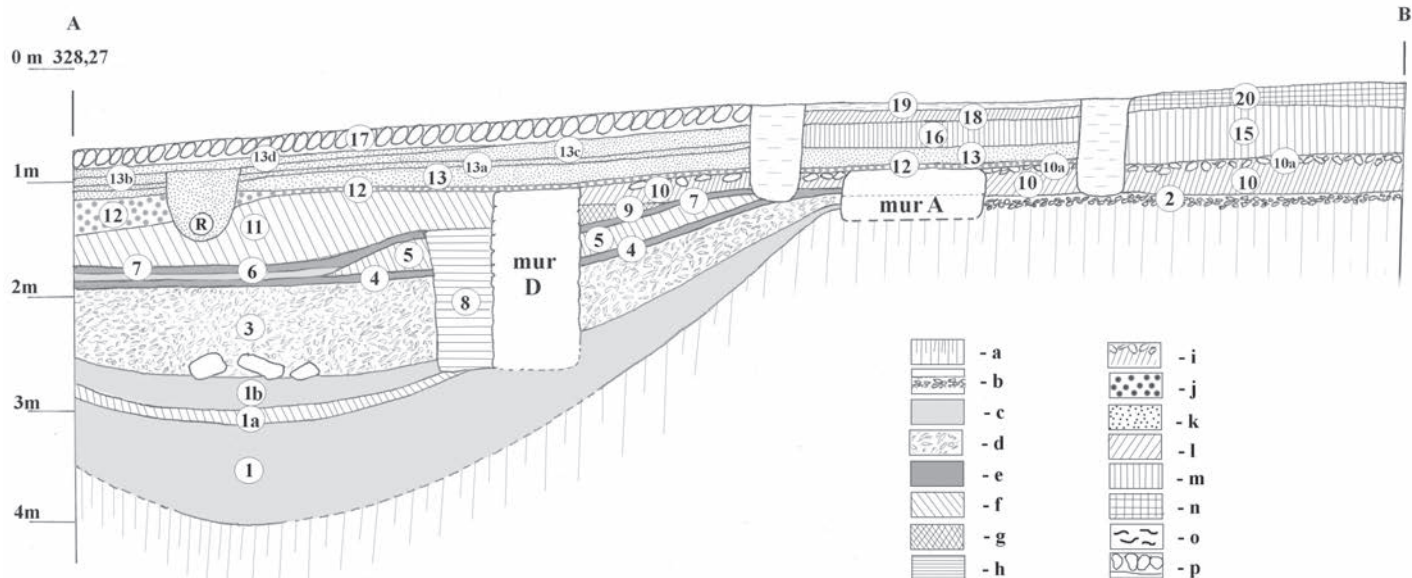 A B
0 m 328,27
19
20
17 18
13d 13c 16 15
13b 13a 13 10a 10a
1m 13 12
12 10 10 10
12 7 2
R 11 9 mur A
5 5 4
7 6 4 mur
D
2m
8
3
- a - i
1b - b - j
3m
1a - c - k
- d - l
1 - e - m
- f - n
4m
- g - o
- h - p